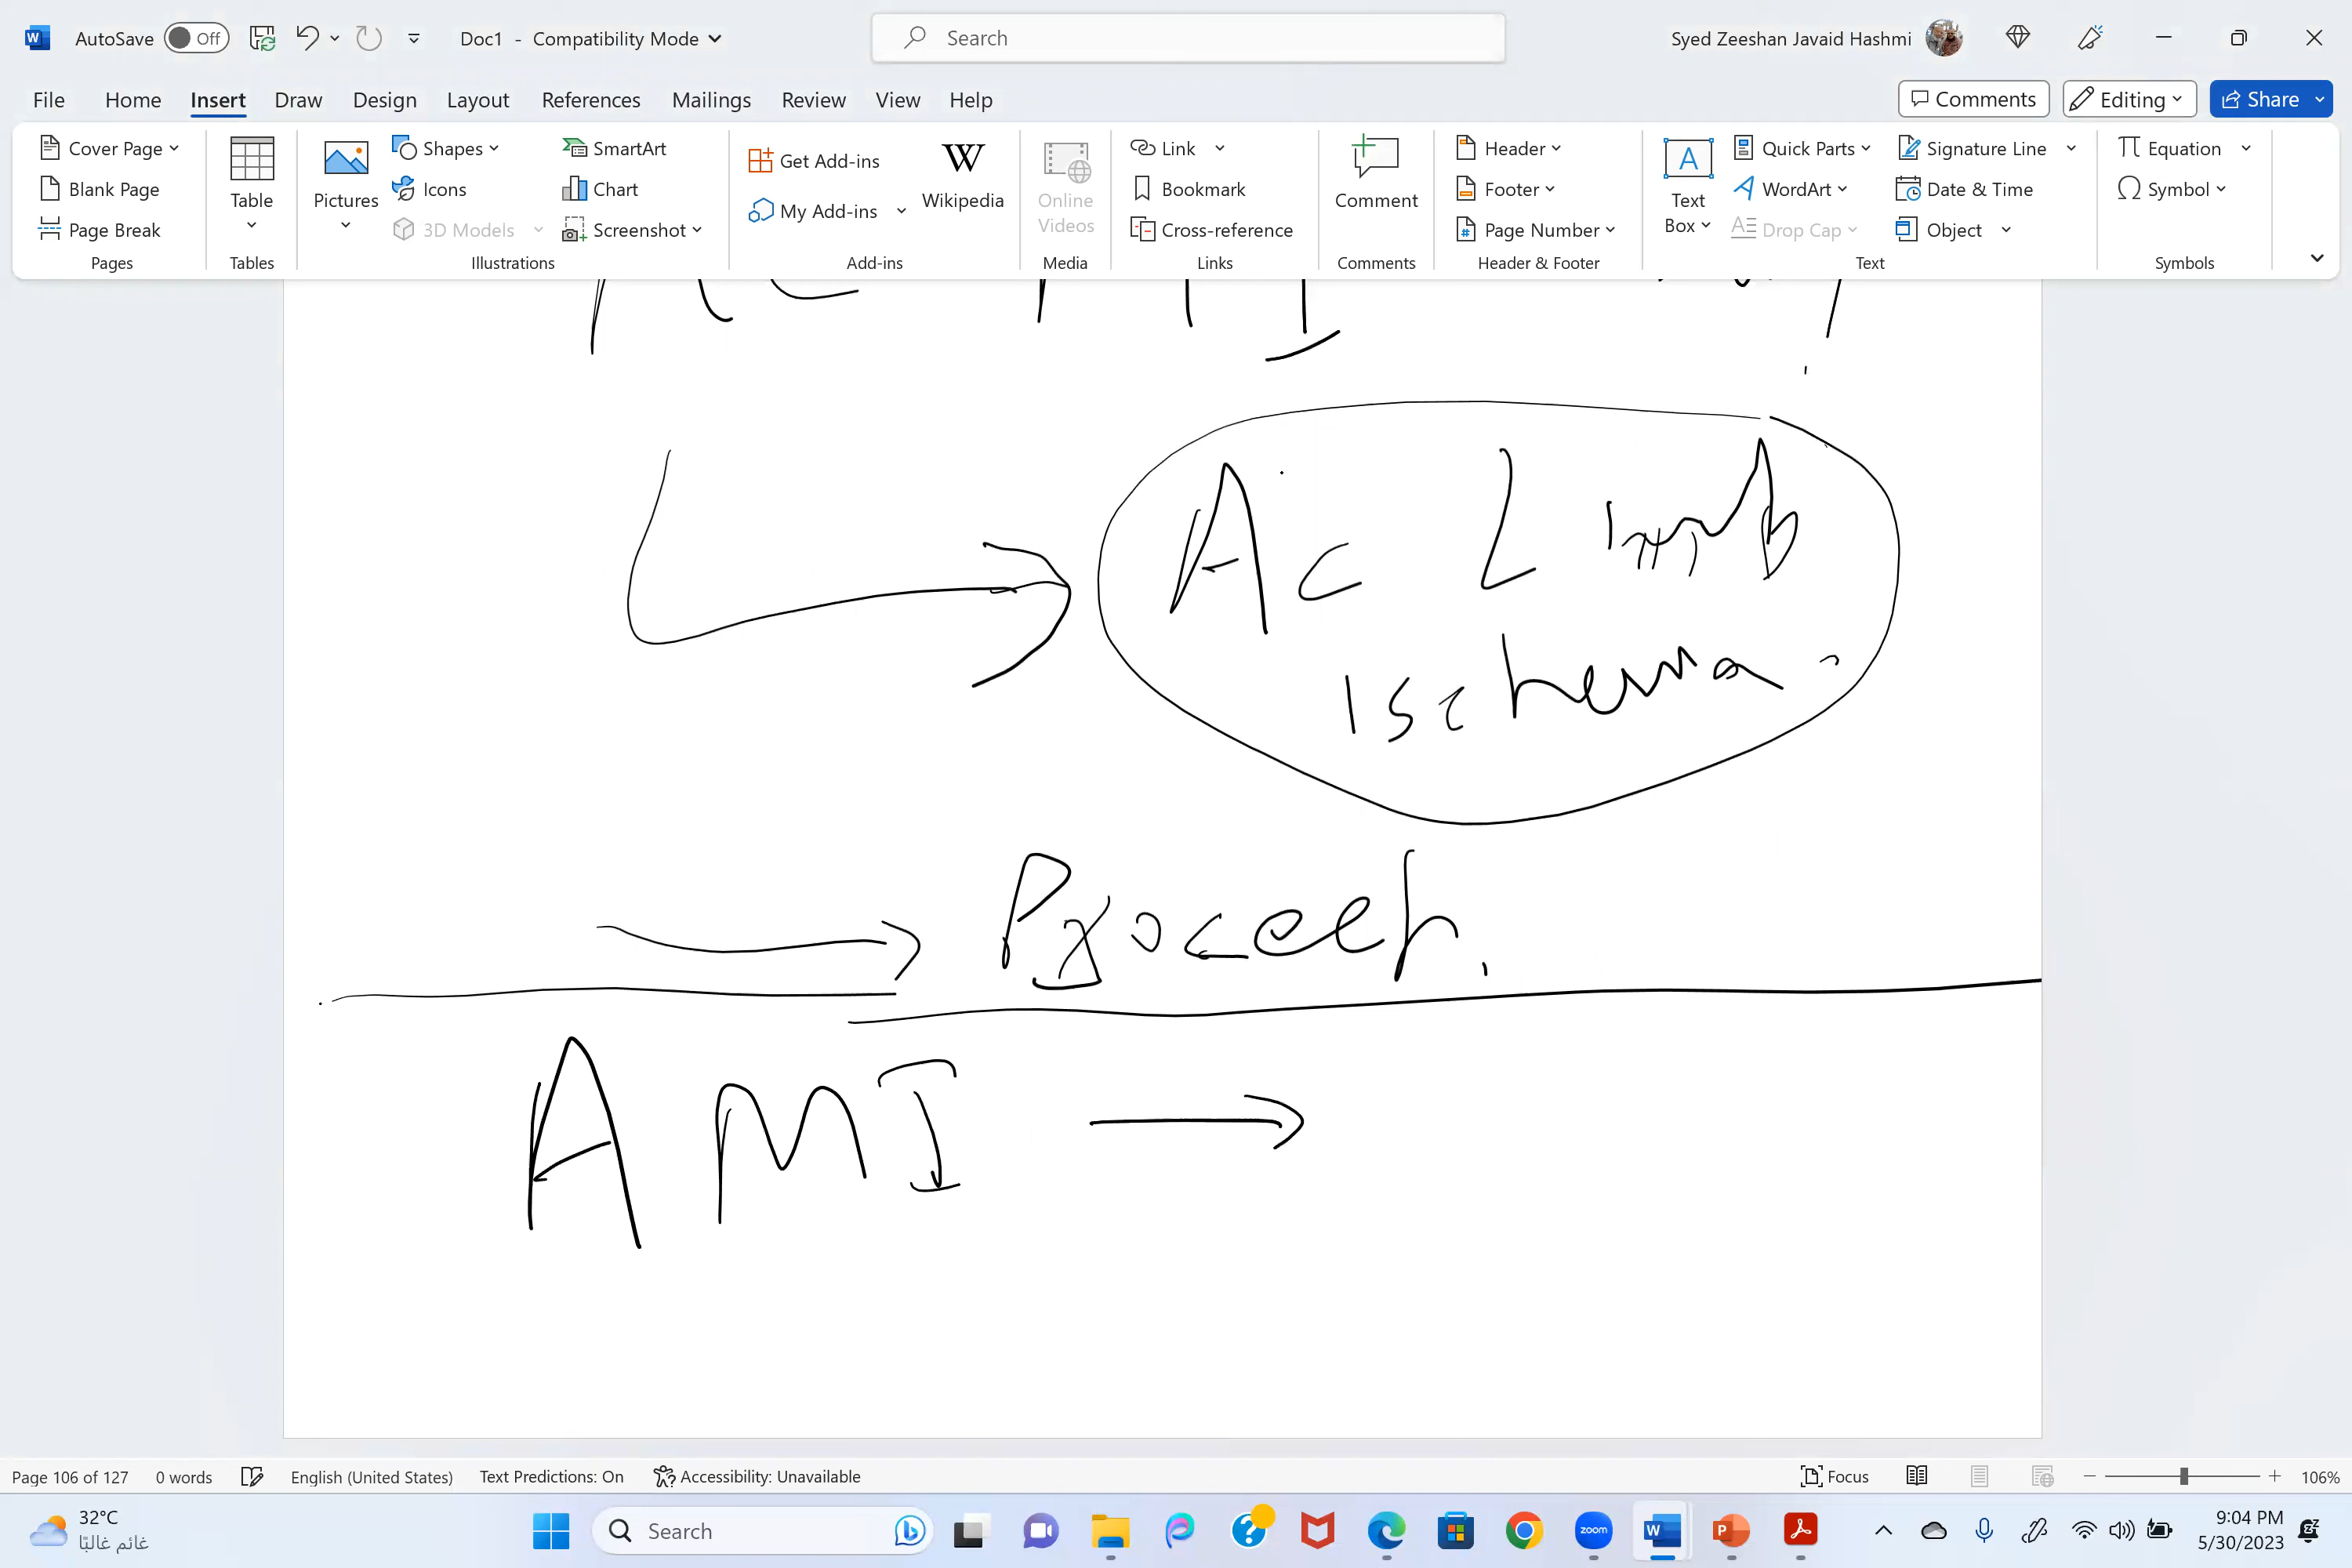 AutoSave Off Doc1 - Compatibility Mode Search Syed Zeeshan Javaid Hashmi
File Home Insert Draw Design Layout References Mailings Review View Help Comments Editing Share
Cover Page
Blank Page
Page Break
Pages
Table
Tables
Pictures
Shapes
Icons
3D Models
SmartArt
Chart
Screenshot
Illustrations
Get Add-ins
My Add-ins
Wikipedia
Add-ins
Online
Videos
Media
Link
Bookmark
Cross-reference
Links
Comment
Comments
Header
Footer
Page Number
Header & Footer
Text
Box
Quick Parts
WordArt
Drop Cap
Signature Line
Date & Time
Object
Text
Equation
Symbol
Symbols
Ac Limb
Ischemia
AMI →
Page 106 of 127 0 words English (United States) Text Predictions: On Accessibility: Unavailable Focus 106%
32°C
غائم غالبًا
Search
zoom
9:04 PM
5/30/2023